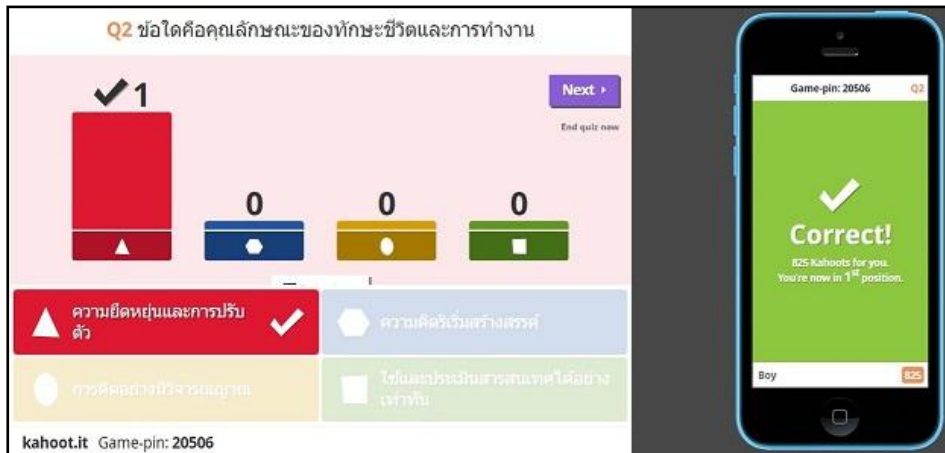 Q2 ข้อใดคือคุณลักษณะของทักษะชีวิตและการทำงาน
1
0
0
0
Next
End quiz now
ความยืดหยุ่นและการปรับ
ตัว
ความคิดริเริ่มสร้างสรรค์
การคิดอย่างมีวิจารณญาณ
ใช้และประเมินสารสนเทศได้อย่าง
เท่าทัน
kahoot.it Game-pin: 20506
Game-pin: 20506 Q2
Correct!
825 Kahoots for you.
You're now in 1st position.
Boy 825